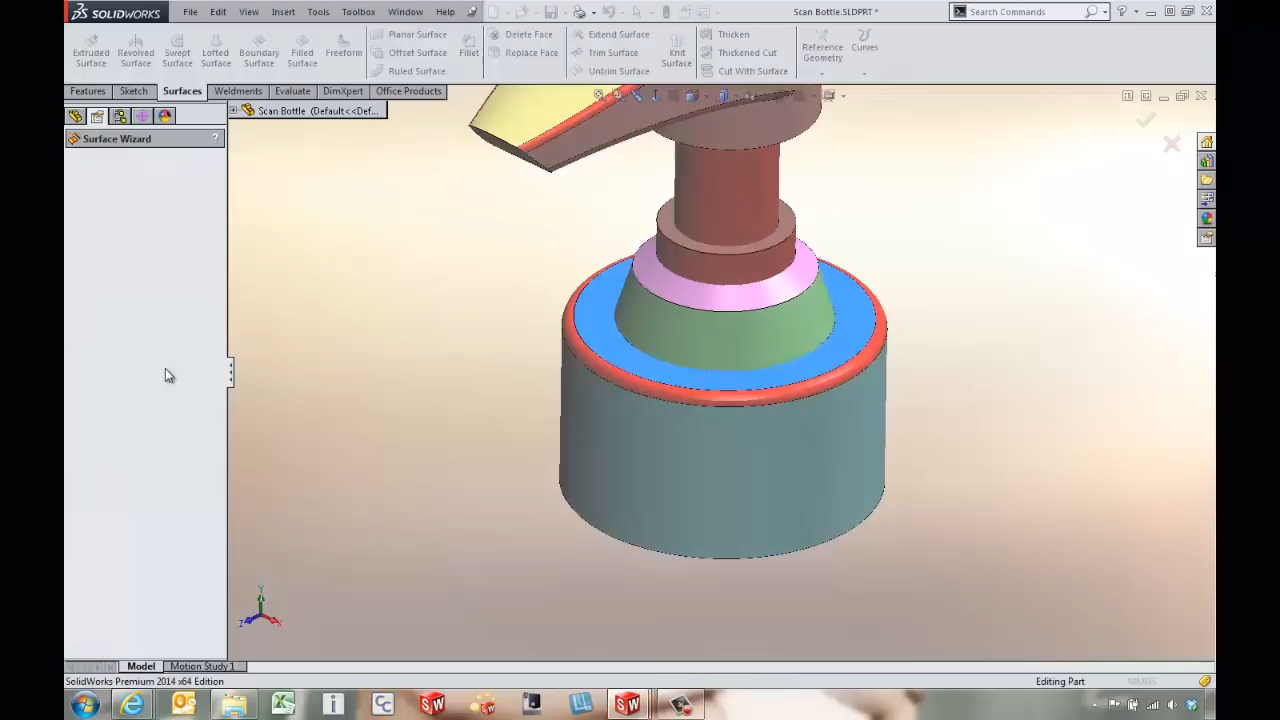 SOLIDWORKS File Edit View Insert Tools Toolbox Window Help Scan Bottle.SLDPRT * Search Commands
Extruded Surface
Revolved Surface
Swept Surface
Lofted Surface
Boundary Surface
Filled Surface
Freeform
Planar Surface
Offset Surface
Ruled Surface
Fillet
Delete Face
Replace Face
Extend Surface
Trim Surface
Untrim Surface
Knit Surface
Thicken
Thickened Cut
Cut With Surface
Reference Geometry
Curves
Features Sketch Surfaces Weldments Evaluate DimXpert Office Products
Scan Bottle (Default<<Def...
Surface Wizard ?
Y
Z X
Model Motion Study 1
SolidWorks Premium 2014 x64 Edition Editing Part